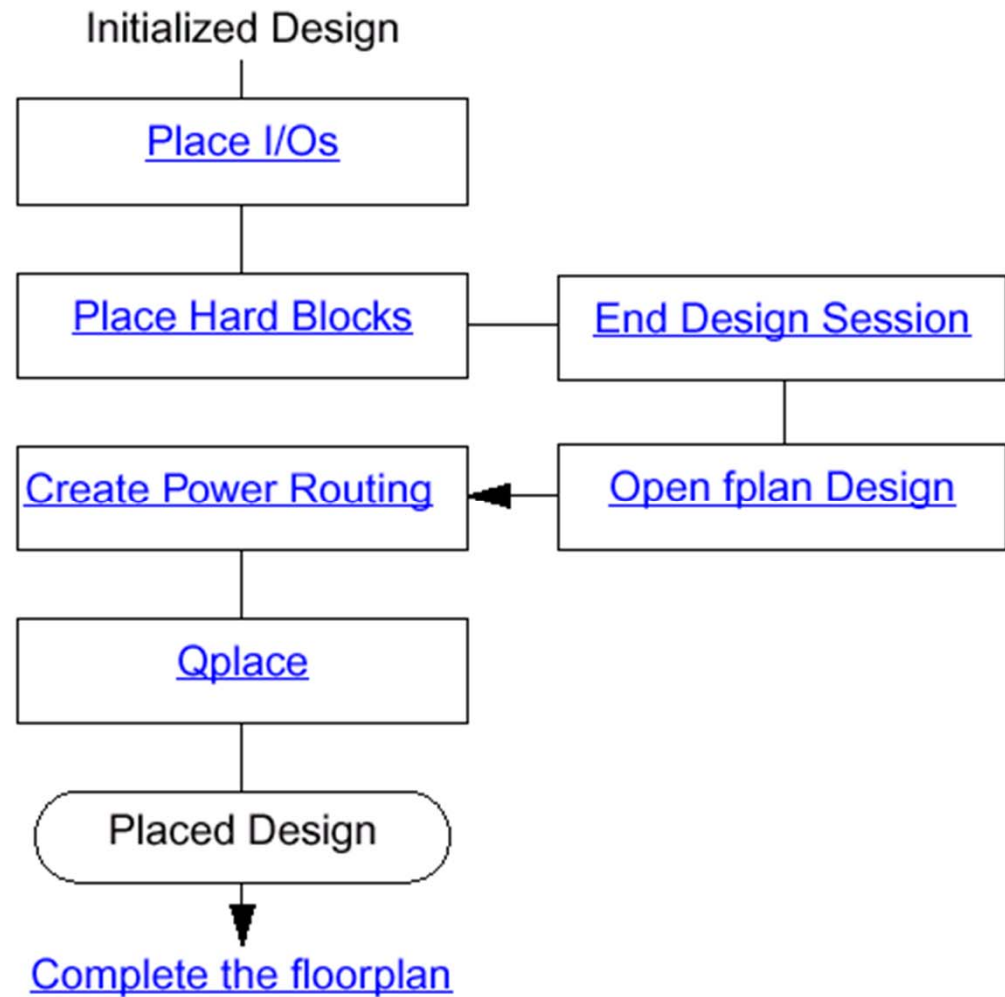 Initialized Design
Place I/Os
Place Hard Blocks
End Design Session
Open fplan Design
Create Power Routing
Qplace
Placed Design
Complete the floorplan